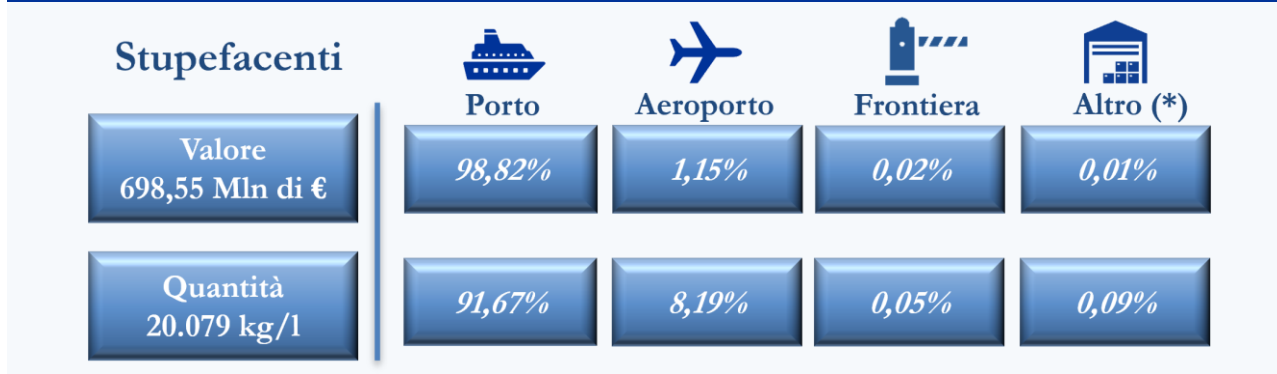 Stupefacenti
Porto
Aeroporto
Frontiera
Altro (*)
Valore
698,55 Mln di €
98,82%
1,15%
0,02%
0,01%
Quantità
20.079 kg/l
91,67%
8,19%
0,05%
0,09%